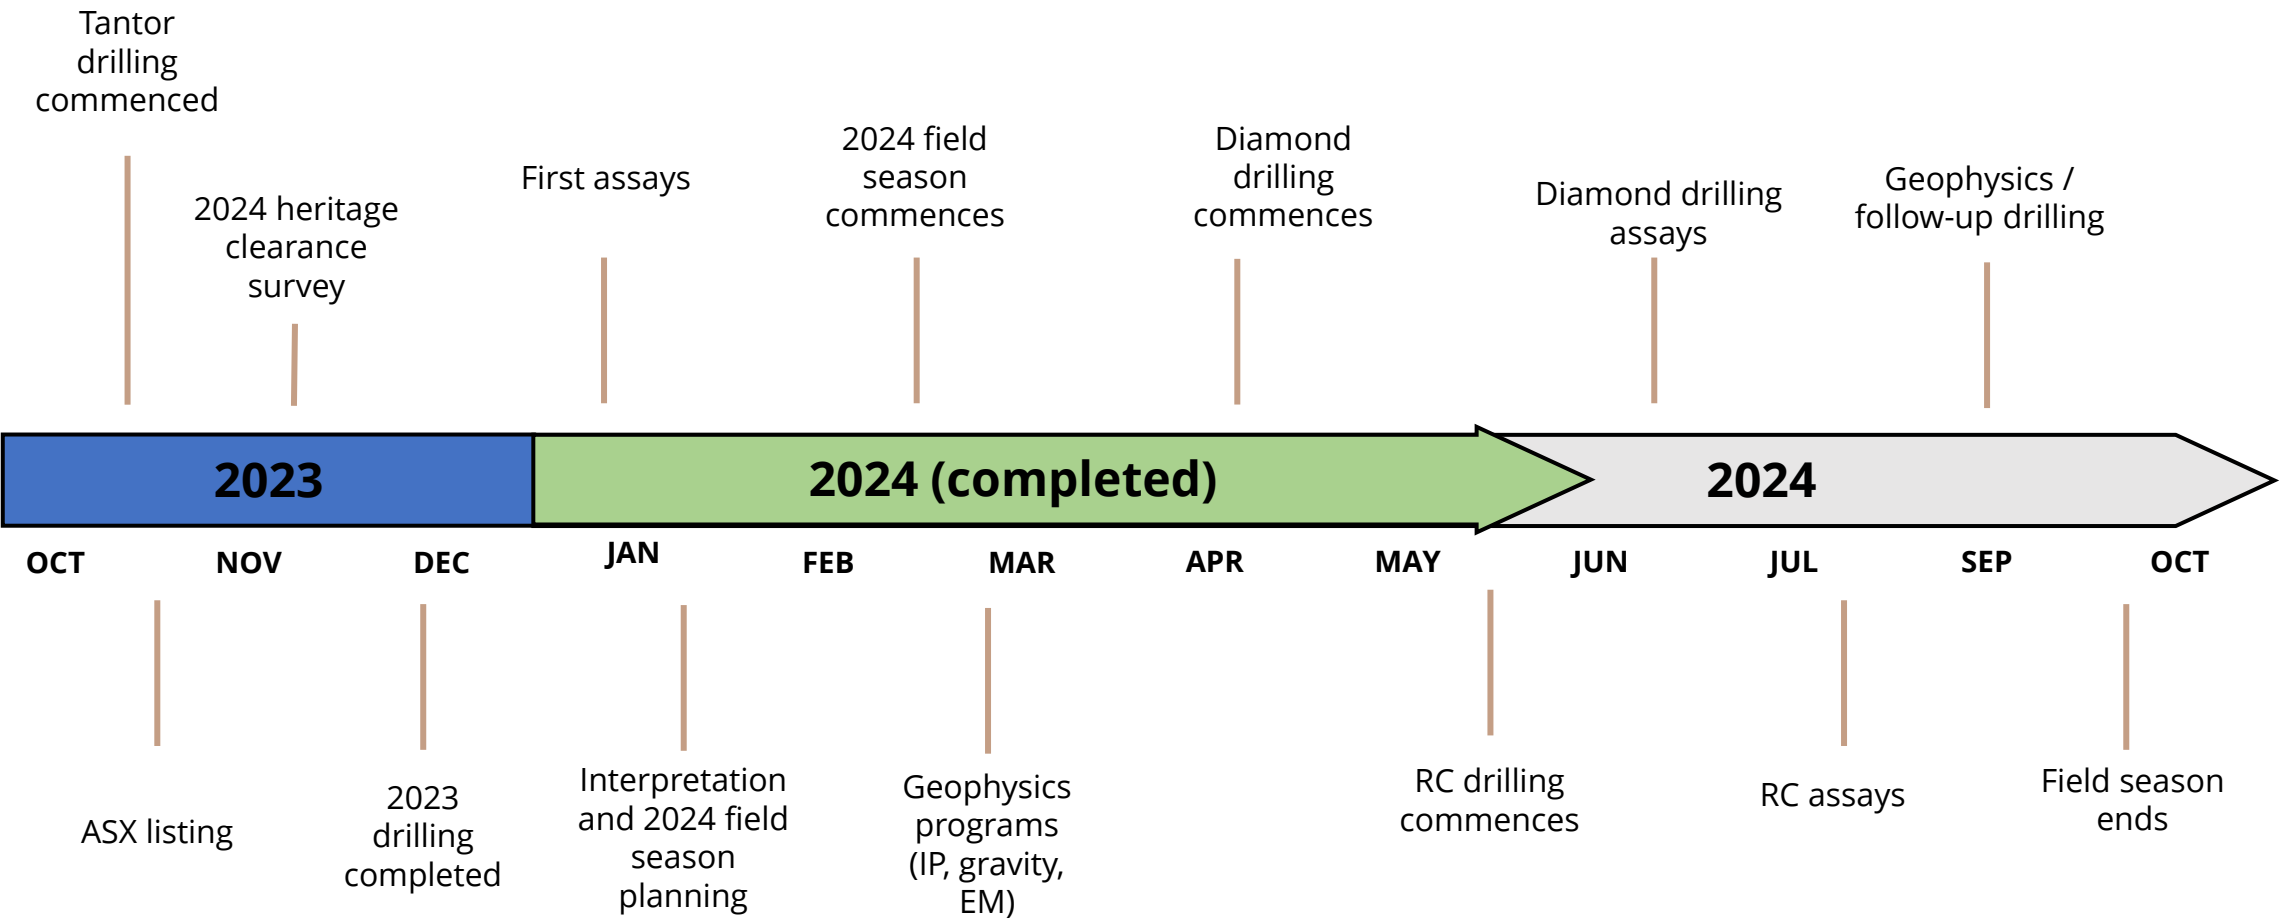 Tantor
drilling
commenced
2024 heritage
clearance
survey
First assays
2024 field
season
commences
Diamond
drilling
commences
Diamond drilling
assays
Geophysics /
follow-up drilling
2023
2024 (completed)
2024
OCT
NOV
DEC
JAN
FEB
MAR
APR
MAY
JUN
JUL
SEP
OCT
ASX listing
2023
drilling
completed
Interpretation
and 2024 field
season
planning
Geophysics
programs
(IP, gravity,
EM)
RC drilling
commences
RC assays
Field season
ends